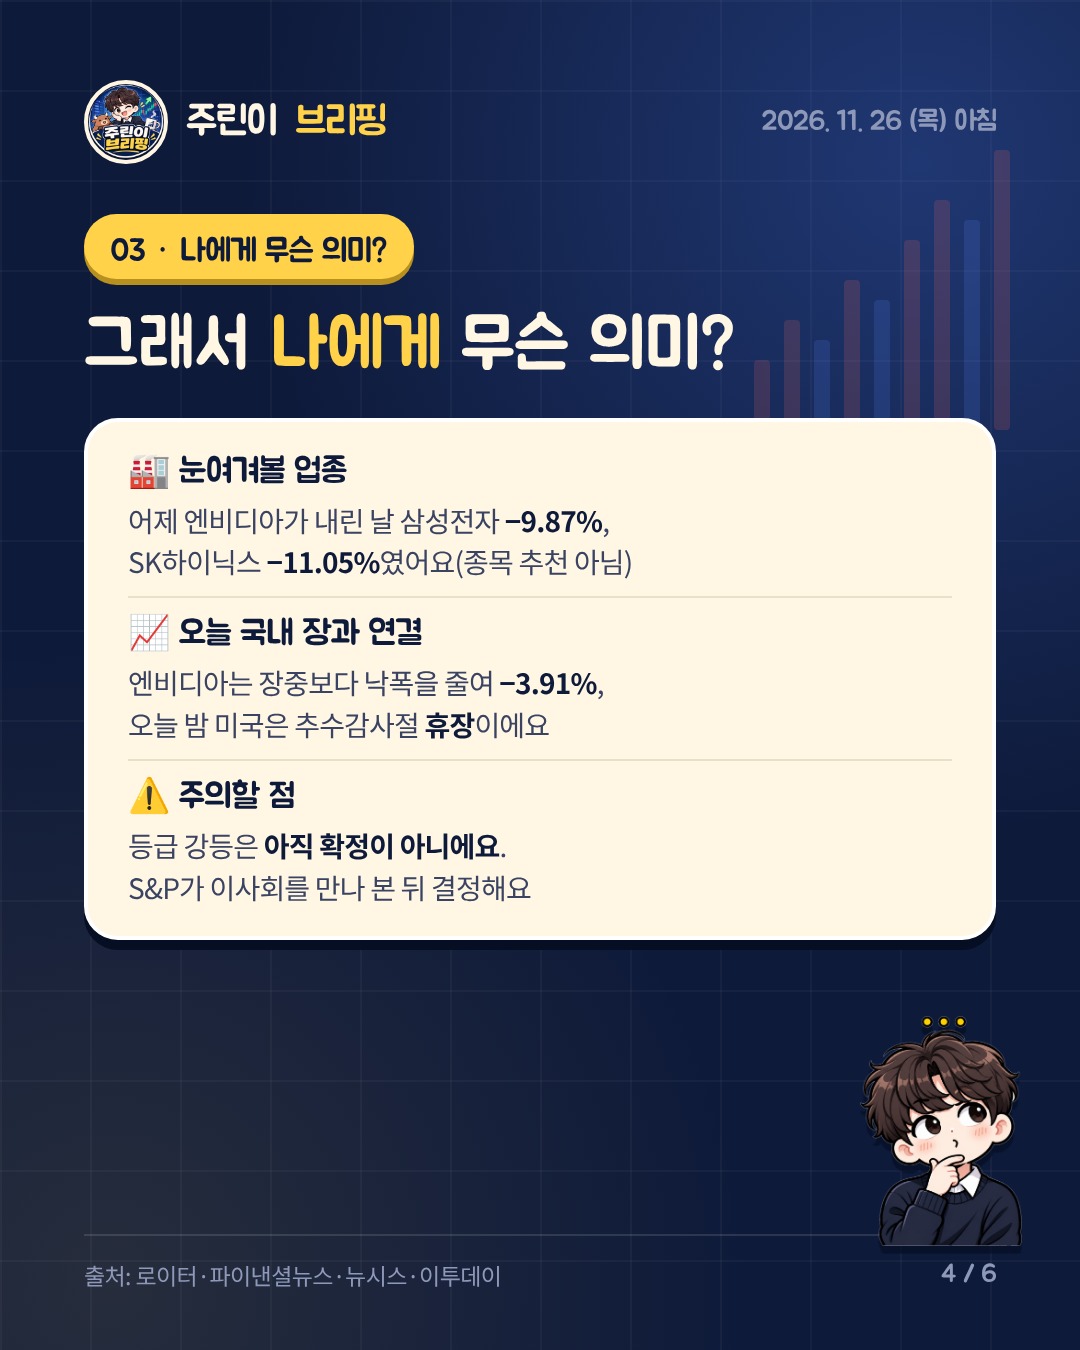 주린이 브리핑
주린이 브리핑
2026. 11. 26 (목) 아침
03 · 나에게 무슨 의미?
그래서 나에게 무슨 의미?
눈여겨볼 업종
어제 엔비디아가 내린 날 삼성전자 −9.87%,
SK하이닉스 −11.05%였어요(종목 추천 아님)
오늘 국내 장과 연결
엔비디아는 장중보다 낙폭을 줄여 −3.91%,
오늘 밤 미국은 추수감사절 휴장이에요
주의할 점
등급 강등은 아직 확정이 아니에요.
S&P가 이사회를 만나 본 뒤 결정해요
출처: 로이터·파이낸셜뉴스·뉴시스·이투데이
4 / 6